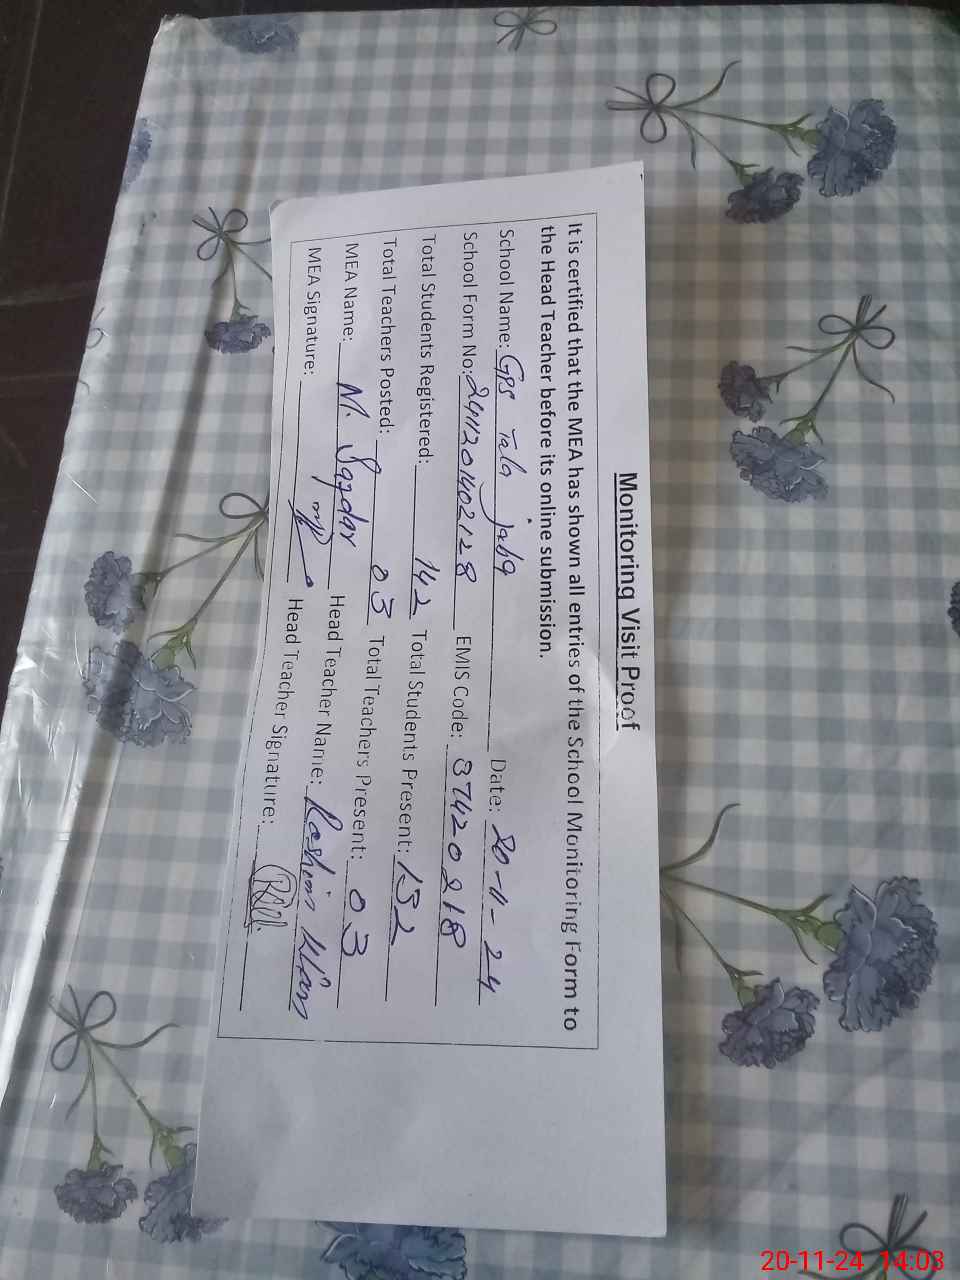 Monitoring Visit Proof
It is certified that the MEA has shown all entries of the School Monitoring Form to
the Head Teacher before its online submission.
School Name: GPS Tala jaba Date: 20-11-24
School Form No: 2411201402128 EMIS Code: 37420218
Total Students Registered: 142 Total Students Present: 132
Total Teachers Posted: 03 Total Teachers Present: 03
MEA Name: M. Safdar Head Teacher Name: Rashim Khan
MEA Signature: Head Teacher Signature:
20-11-24 14:03